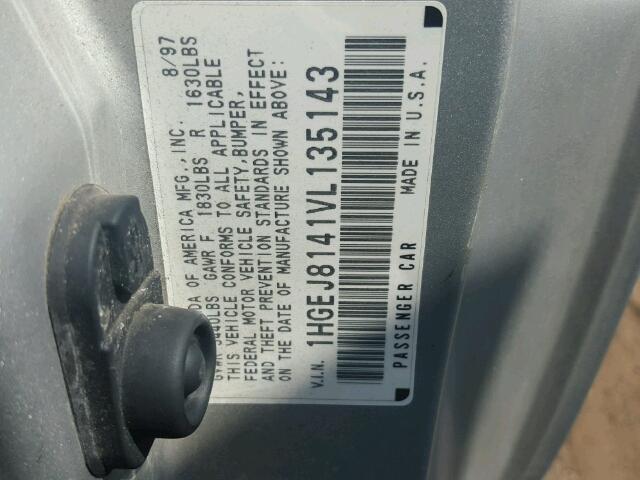 DA OF AMERICA MFG., INC. 8/97
GVWR 3440LBS GAWR F 1830LBS R 1630LBS
THIS VEHICLE CONFORMS TO ALL APPLICABLE
FEDERAL MOTOR VEHICLE SAFETY, BUMPER,
AND THEFT PREVENTION STANDARDS IN EFFECT
ON THE DATE OF MANUFACTURE SHOWN ABOVE:
V.I.N. 1HGEJ8141VL135143
PASSENGER CAR MADE IN U.S.A.